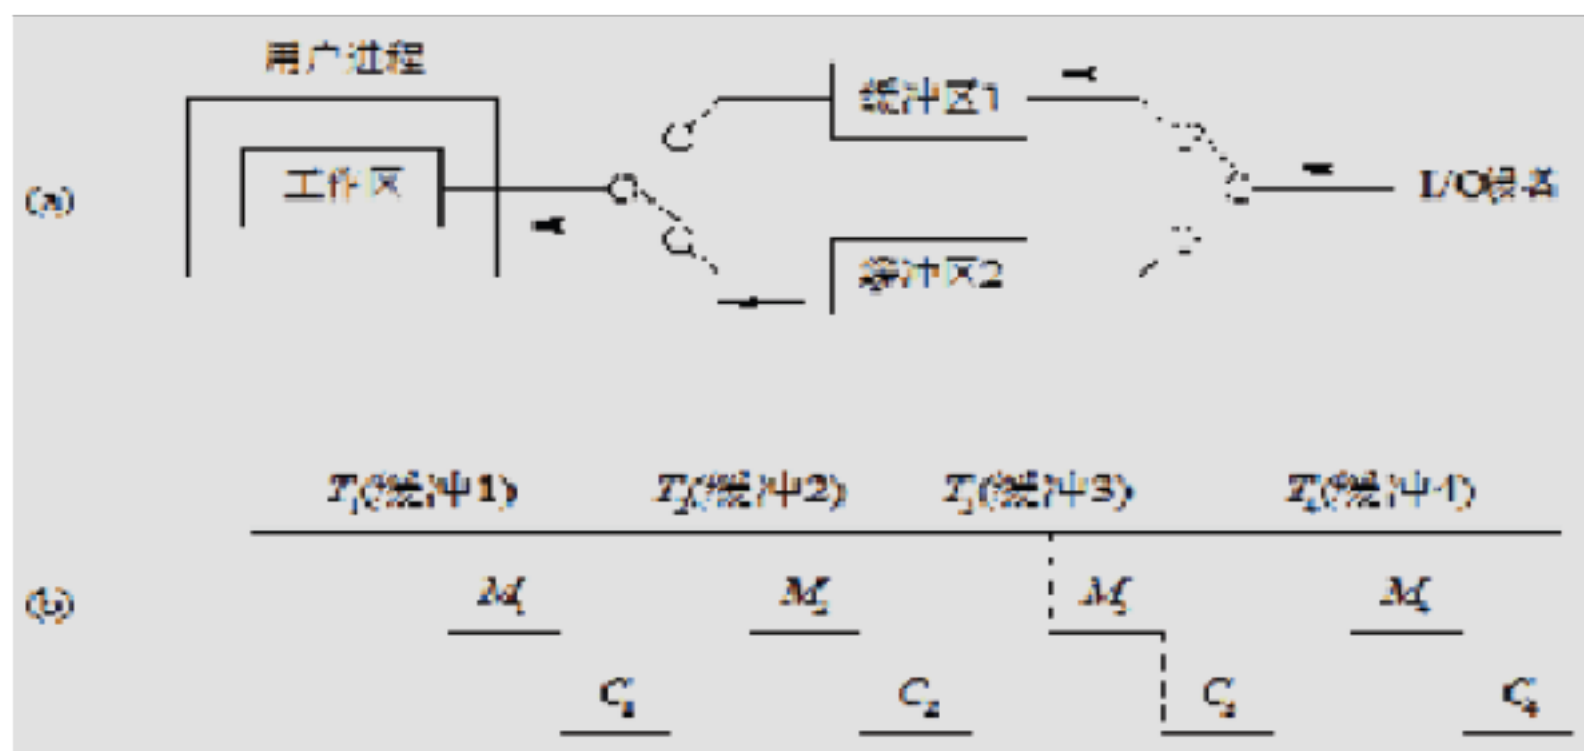 用户进程
缓冲区1
工作区
(a)
I/O设备
缓冲区2
T₁(缓冲1) T₂(缓冲2) T₃(缓冲3) T₄(缓冲4)
(b)
M₁ M₂ M₃ M₄
C₁ C₂ C₃ C₄